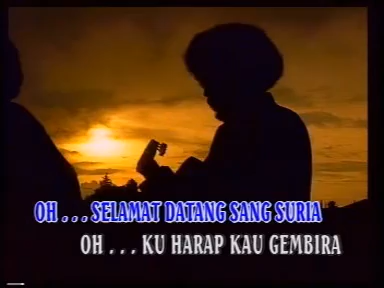 OH . . . SELAMAT DATANG SANG SURIA
OH . . . KU HARAP KAU GEMBIRA